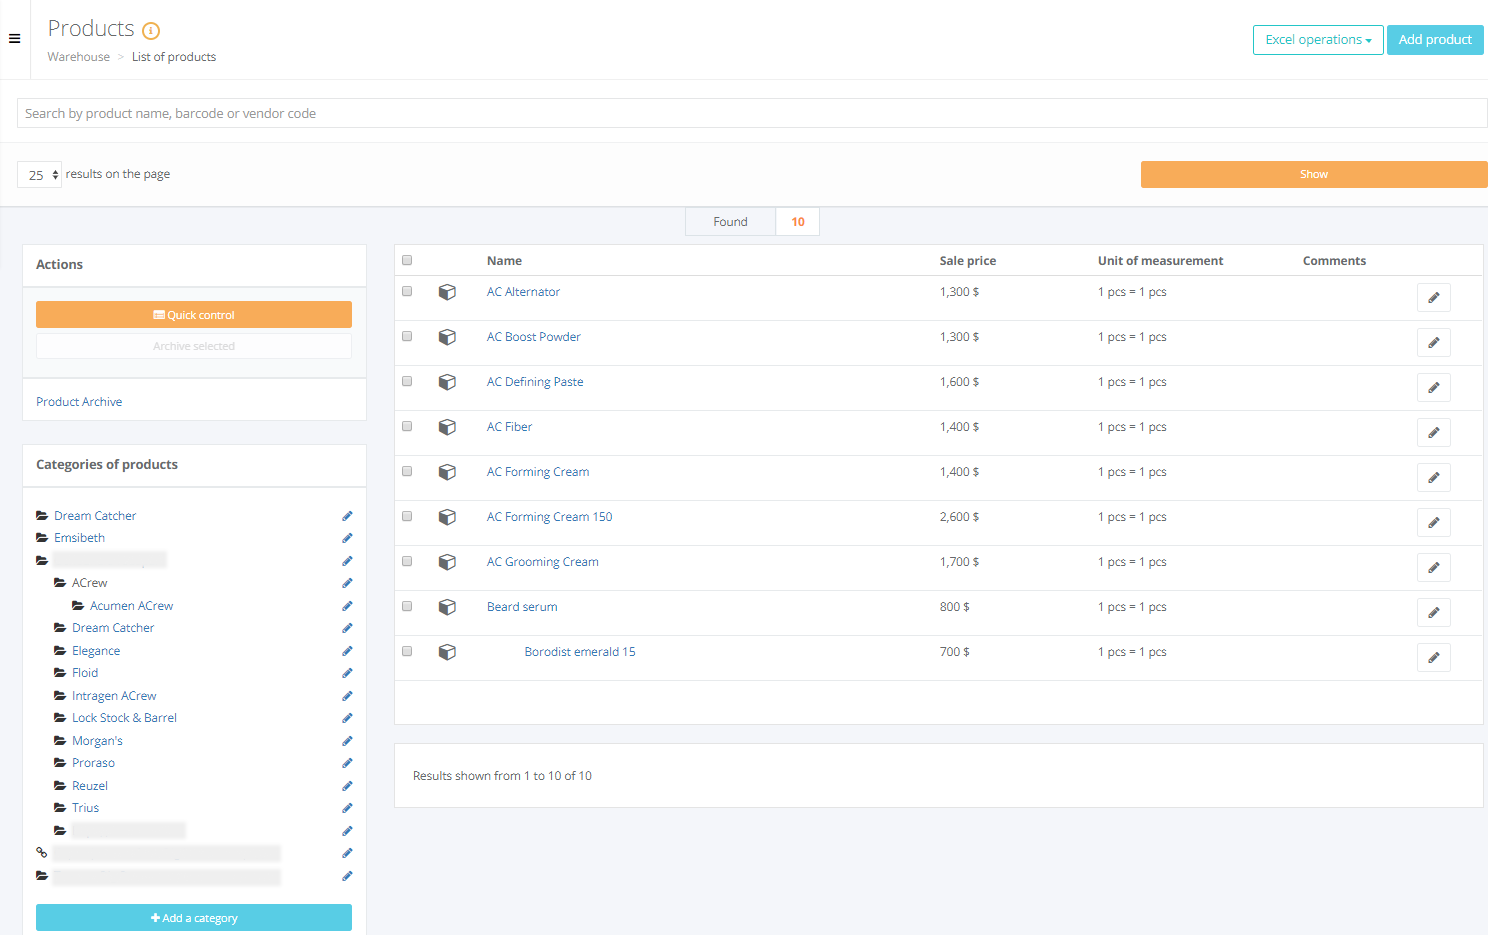 Products
Warehouse > List of products
Excel operations
Add product
Search by product name, barcode or vendor code
25 results on the page
Show
Found 10
Actions
Quick control
Archive selected
Product Archive
Categories of products
Dream Catcher
Emsibeth
ACrew
Acumen ACrew
Dream Catcher
Elegance
Floid
Intragen ACrew
Lock Stock & Barrel
Morgan's
Proraso
Reuzel
Trius
Add a category
Name Sale price Unit of measurement Comments
AC Alternator 1,300 $ 1 pcs = 1 pcs
AC Boost Powder 1,300 $ 1 pcs = 1 pcs
AC Defining Paste 1,600 $ 1 pcs = 1 pcs
AC Fiber 1,400 $ 1 pcs = 1 pcs
AC Forming Cream 1,400 $ 1 pcs = 1 pcs
AC Forming Cream 150 2,600 $ 1 pcs = 1 pcs
AC Grooming Cream 1,700 $ 1 pcs = 1 pcs
Beard serum 800 $ 1 pcs = 1 pcs
Borodist emerald 15 700 $ 1 pcs = 1 pcs
Results shown from 1 to 10 of 10